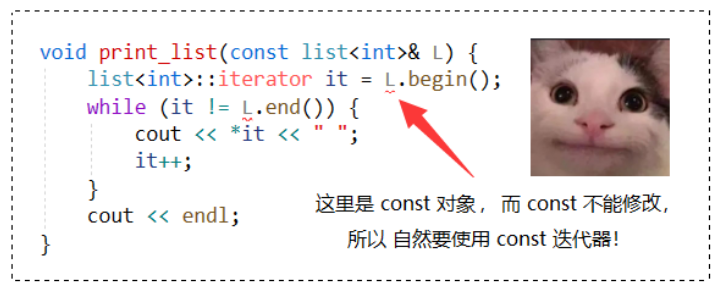 void print_list(const list<int>& L) {
    list<int>::iterator it = L.begin();
    while (it != L.end()) {
        cout << *it << " ";
        it++;
    }
    cout << endl;
}
这里是 const 对象，而 const 不能修改，
所以 自然要使用 const 迭代器！